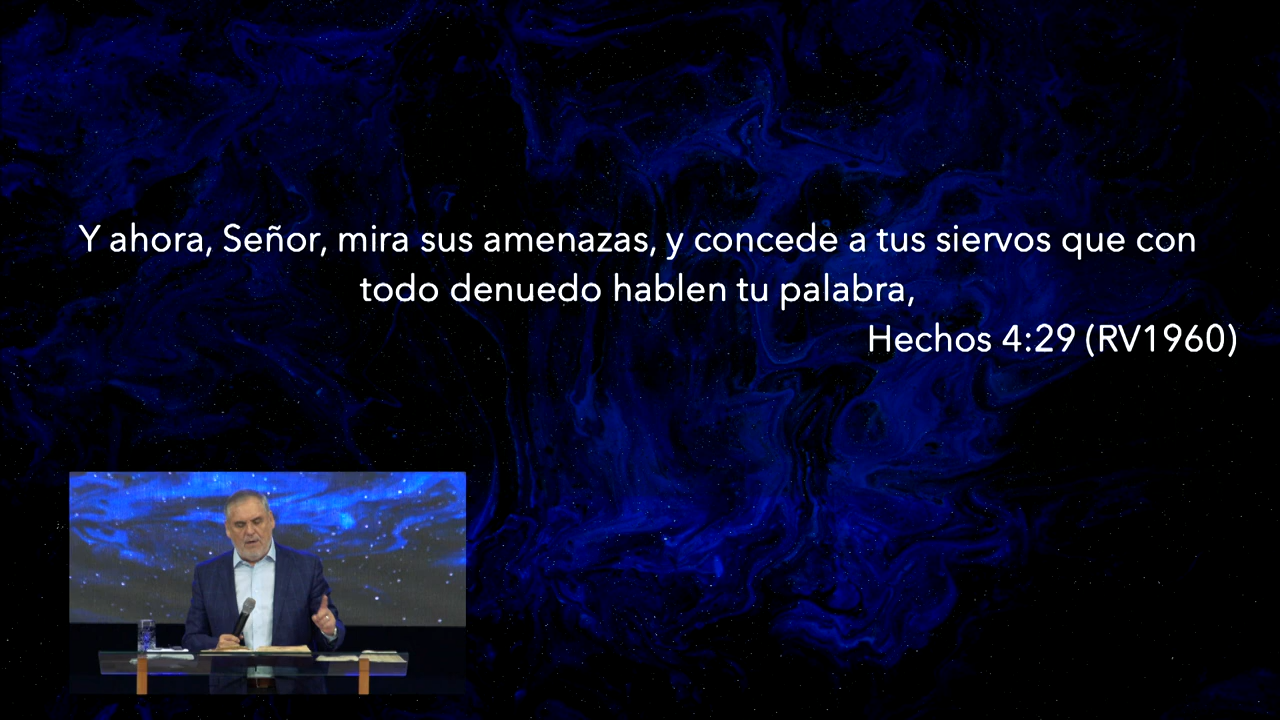 Y ahora, Señor, mira sus amenazas, y concede a tus siervos que con
todo denuedo hablen tu palabra,
Hechos 4:29 (RV1960)